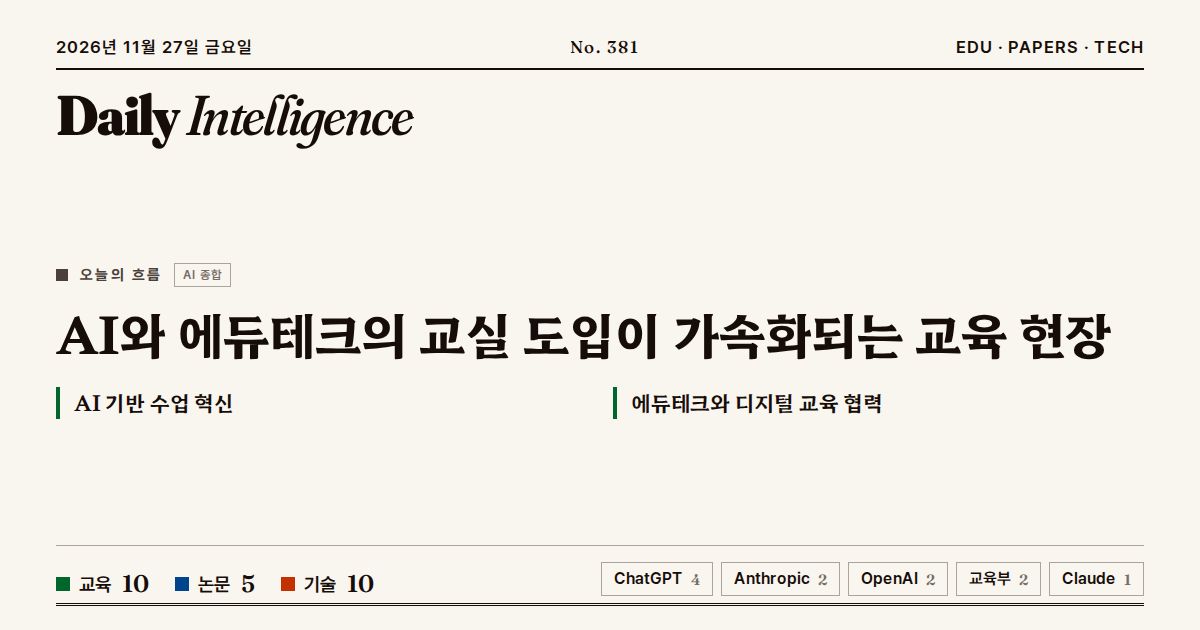 2026년 11월 27일 금요일
No. 381
EDU · PAPERS · TECH
Daily Intelligence
오늘의 흐름 AI 종합
AI와 에듀테크의 교실 도입이 가속화되는 교육 현장
AI 기반 수업 혁신
에듀테크와 디지털 교육 협력
교육 10 논문 5 기술 10
ChatGPT 4 Anthropic 2 OpenAI 2 교육부 2 Claude 1